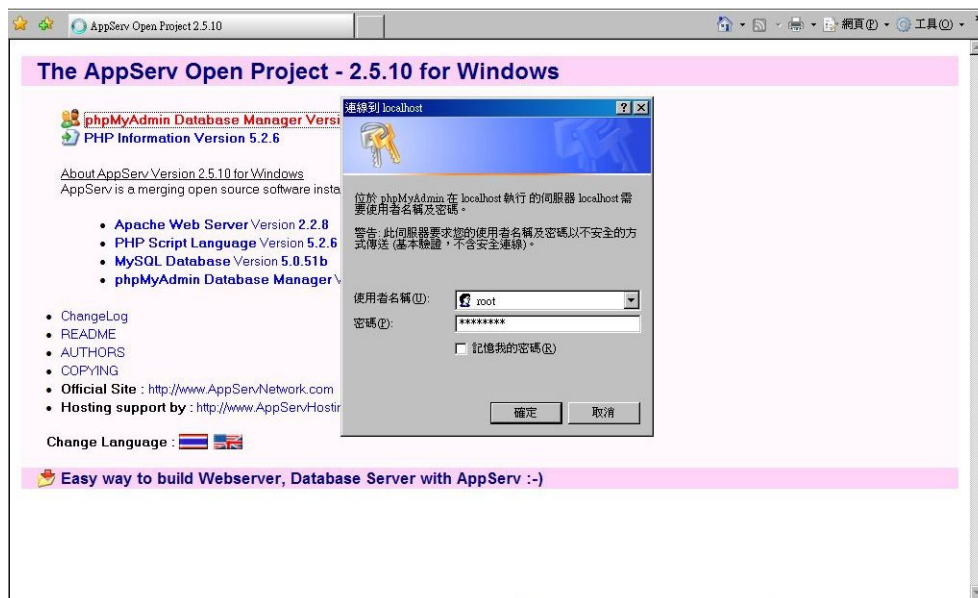 AppServ Open Project 2.5.10
網頁(P)
工具(O)
The AppServ Open Project - 2.5.10 for Windows
phpMyAdmin Database Manager Versi
PHP Information Version 5.2.6
About AppServ Version 2.5.10 for Windows
AppServ is a merging open source software insta
Apache Web Server Version 2.2.8
PHP Script Language Version 5.2.6
MySQL Database Version 5.0.51b
phpMyAdmin Database Manager
ChangeLog
README
AUTHORS
COPYING
Official Site : http://www.AppServNetwork.com
Hosting support by : http://www.AppServHostin
Change Language :
連線到 localhost
位於 phpMyAdmin 在 localhost 執行 的伺服器 localhost 需
要使用者名稱及密碼。
警告: 此伺服器要求您的使用者名稱及密碼以不安全的方
式傳送 (基本驗證，不含安全連線)。
使用者名稱(U):
root
密碼(P):
********
記憶我的密碼(R)
確定
取消
Easy way to build Webserver, Database Server with AppServ :-)